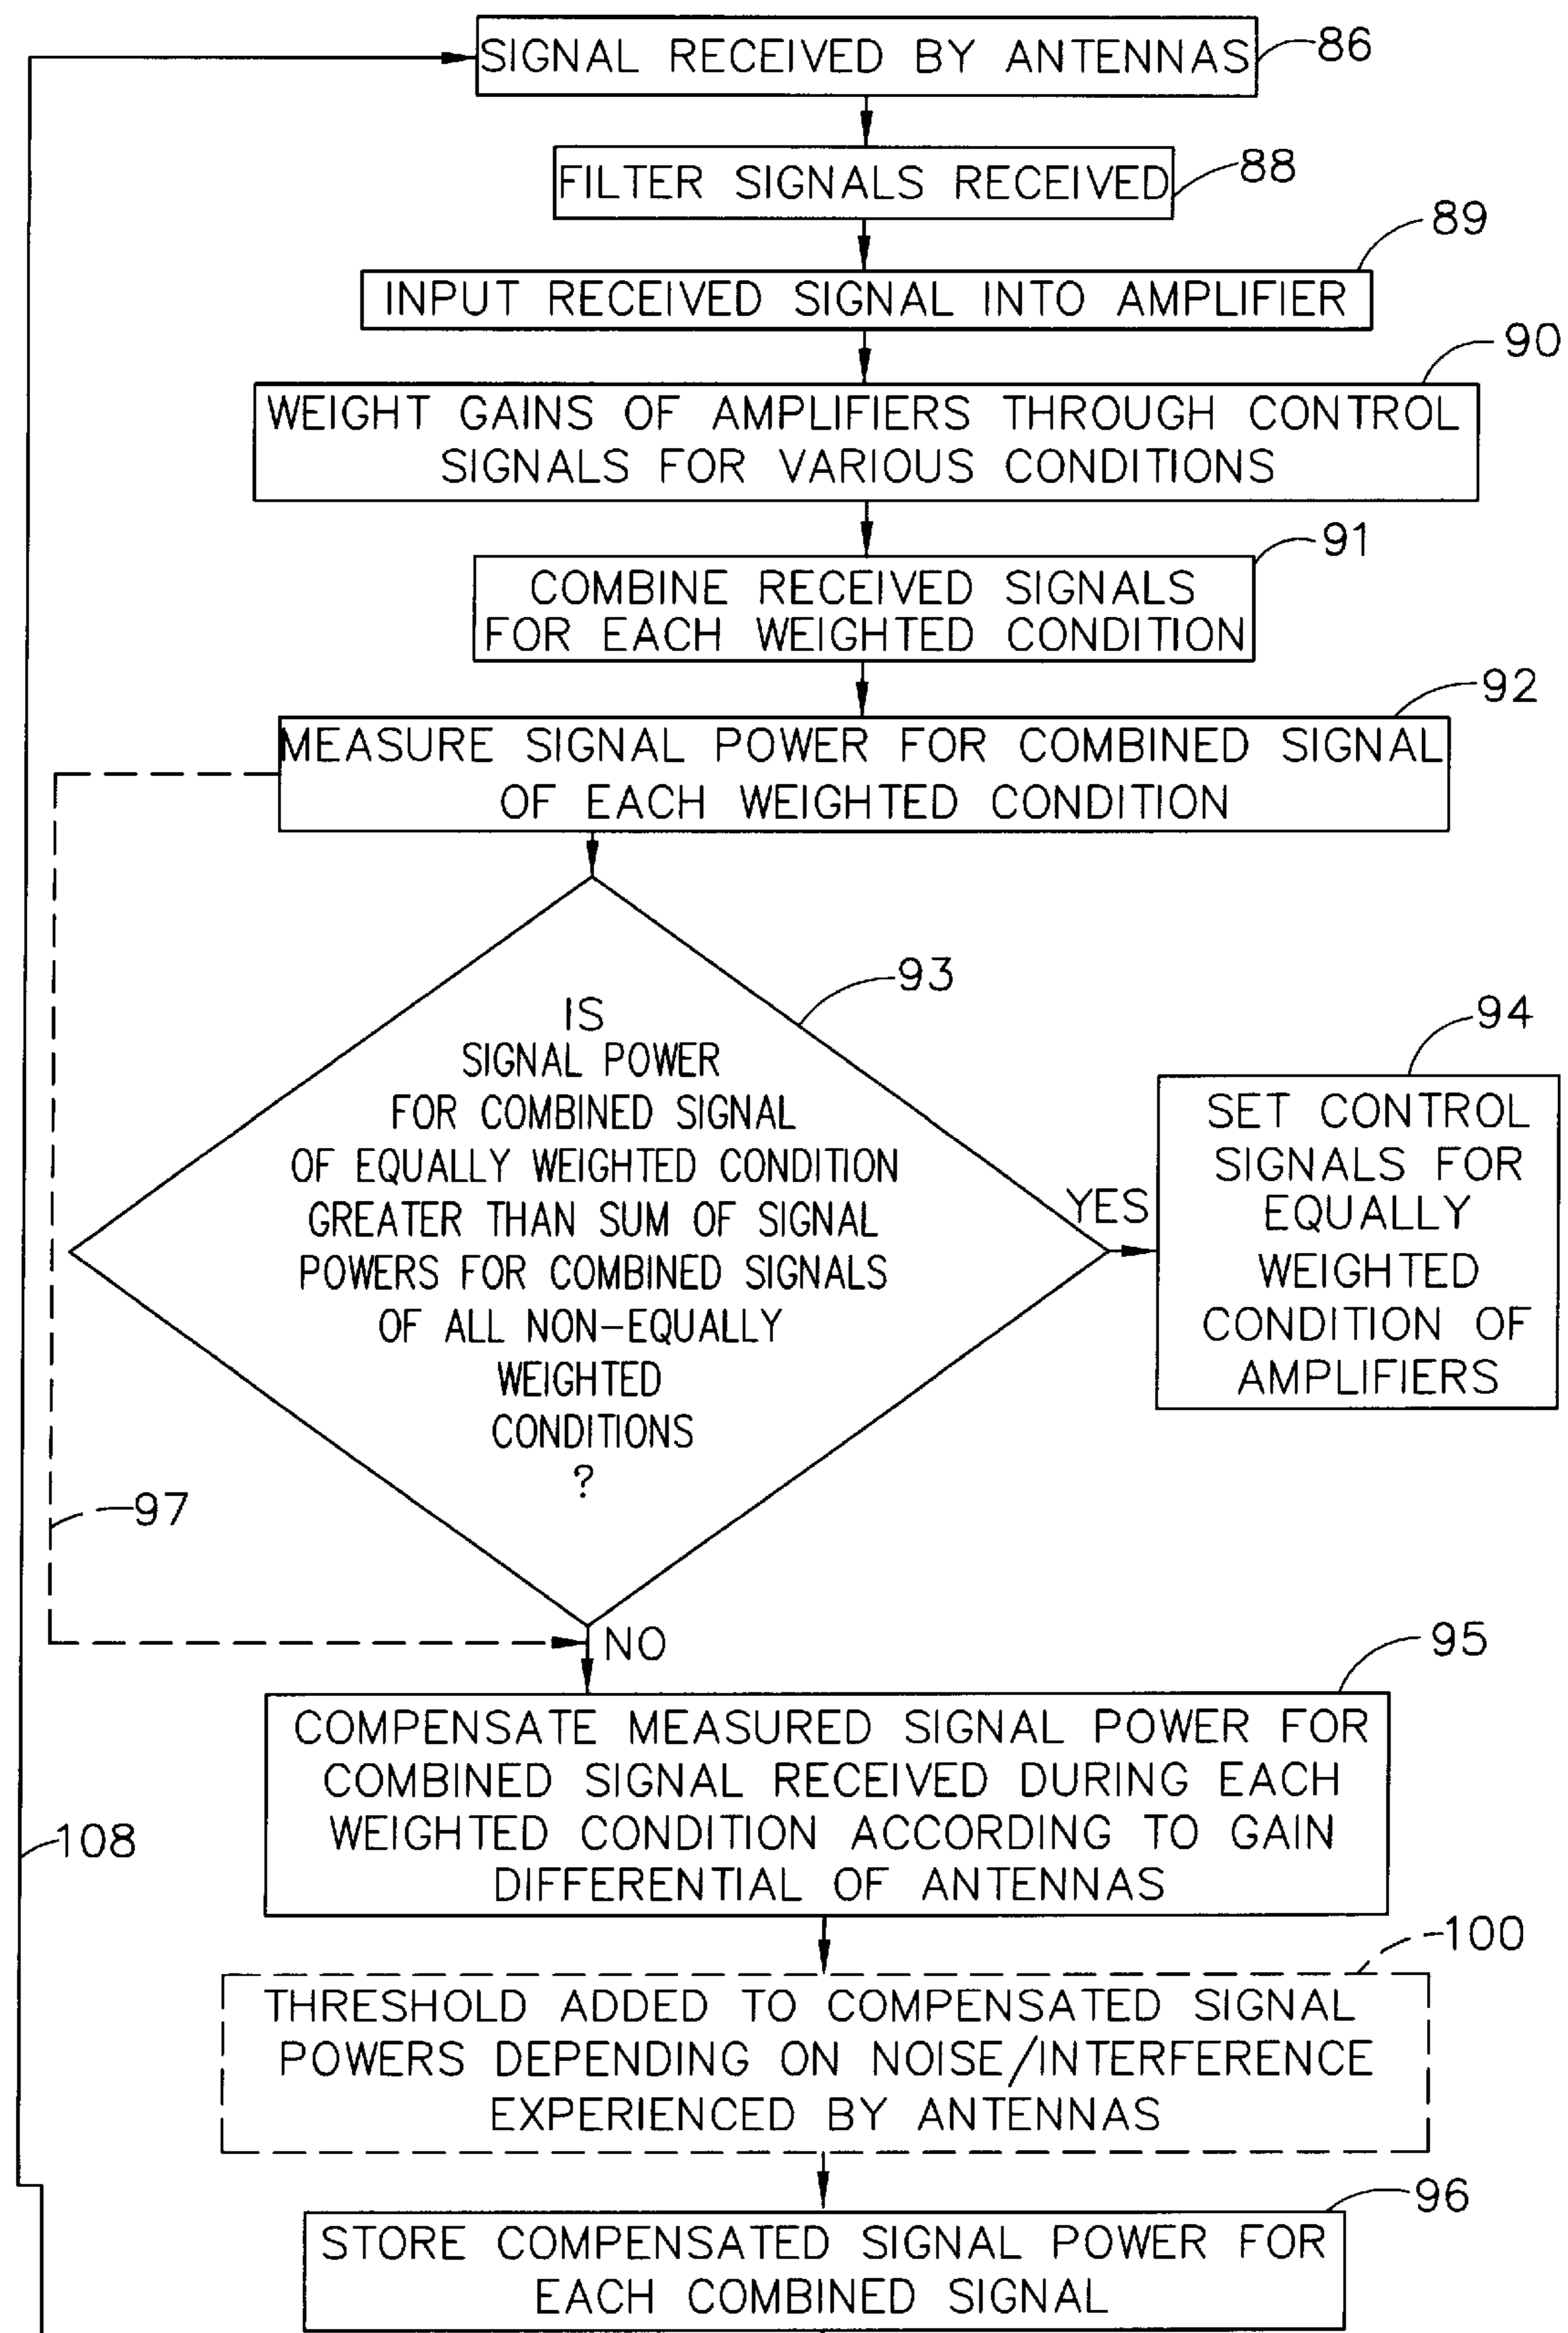 SIGNAL RECEIVED BY ANTENNAS
86
FILTER SIGNALS RECEIVED
88
89
INPUT RECEIVED SIGNAL INTO AMPLIFIER
90
WEIGHT GAINS OF AMPLIFIERS THROUGH CONTROL
SIGNALS FOR VARIOUS CONDITIONS
91
COMBINE RECEIVED SIGNALS
FOR EACH WEIGHTED CONDITION
92
MEASURE SIGNAL POWER FOR COMBINED SIGNAL
OF EACH WEIGHTED CONDITION
93
IS
SIGNAL POWER
FOR COMBINED SIGNAL
OF EQUALLY WEIGHTED CONDITION
GREATER THAN SUM OF SIGNAL
POWERS FOR COMBINED SIGNALS
OF ALL NON-EQUALLY
WEIGHTED
CONDITIONS
?
YES
94
SET CONTROL
SIGNALS FOR
EQUALLY
WEIGHTED
CONDITION OF
AMPLIFIERS
97
NO
95
COMPENSATE MEASURED SIGNAL POWER FOR
COMBINED SIGNAL RECEIVED DURING EACH
WEIGHTED CONDITION ACCORDING TO GAIN
DIFFERENTIAL OF ANTENNAS
108
100
THRESHOLD ADDED TO COMPENSATED SIGNAL
POWERS DEPENDING ON NOISE/INTERFERENCE
EXPERIENCED BY ANTENNAS
96
STORE COMPENSATED SIGNAL POWER FOR
EACH COMBINED SIGNAL